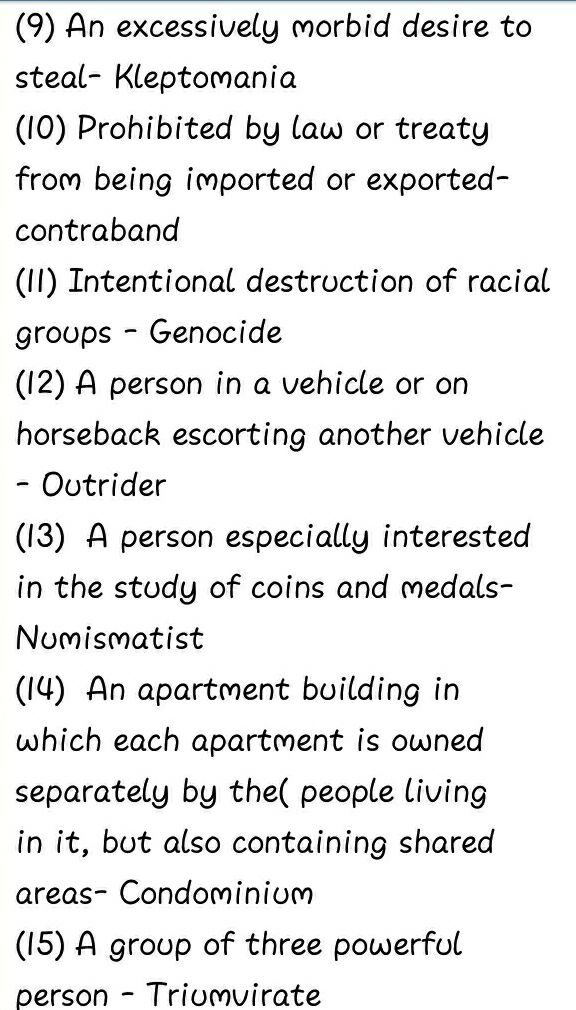 (9) An excessively morbid desire to
steal- Kleptomania
(10) Prohibited by law or treaty
from being imported or exported-
contraband
(11) Intentional destruction of racial
groups - Genocide
(12) A person in a vehicle or on
horseback escorting another vehicle
- Outrider
(13) A person especially interested
in the study of coins and medals-
Numismatist
(14) An apartment building in
which each apartment is owned
separately by the( people living
in it, but also containing shared
areas- Condominium
(15) A group of three powerful
person - Triumvirate